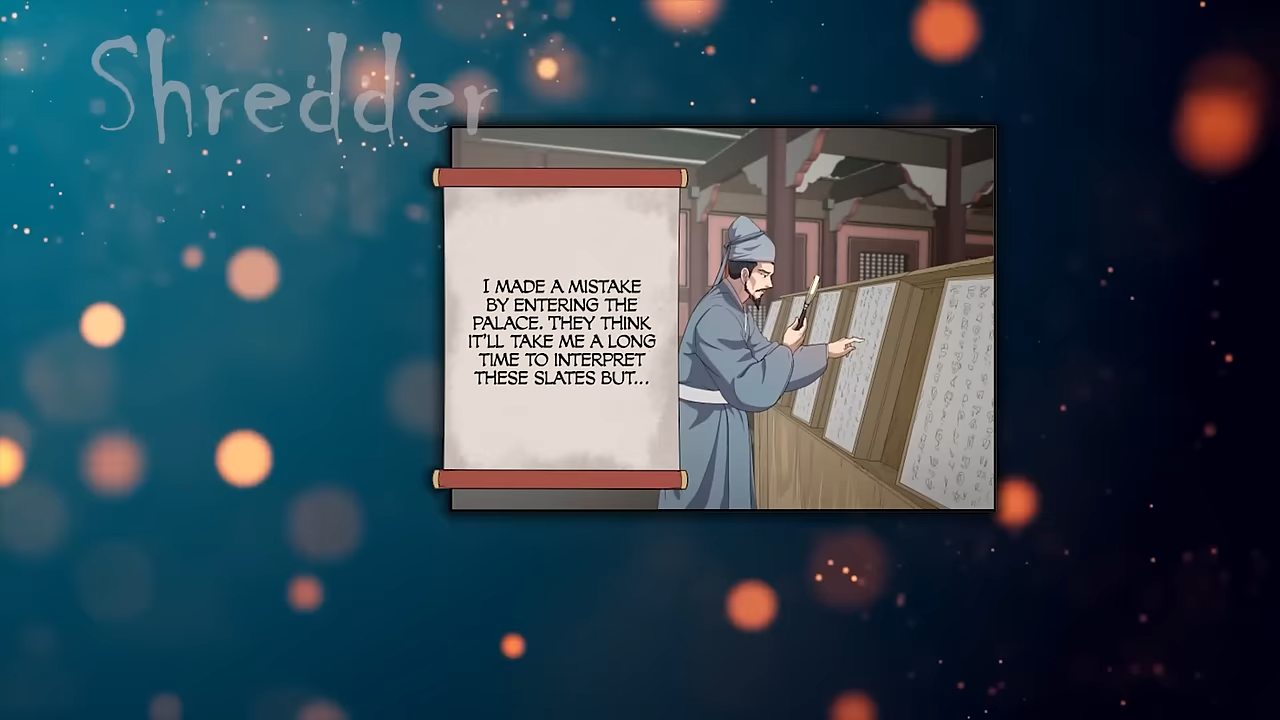 Shredder
I MADE A MISTAKE
BY ENTERING THE
PALACE. THEY THINK
IT'LL TAKE ME A LONG
TIME TO INTERPRET
THESE SLATES BUT...